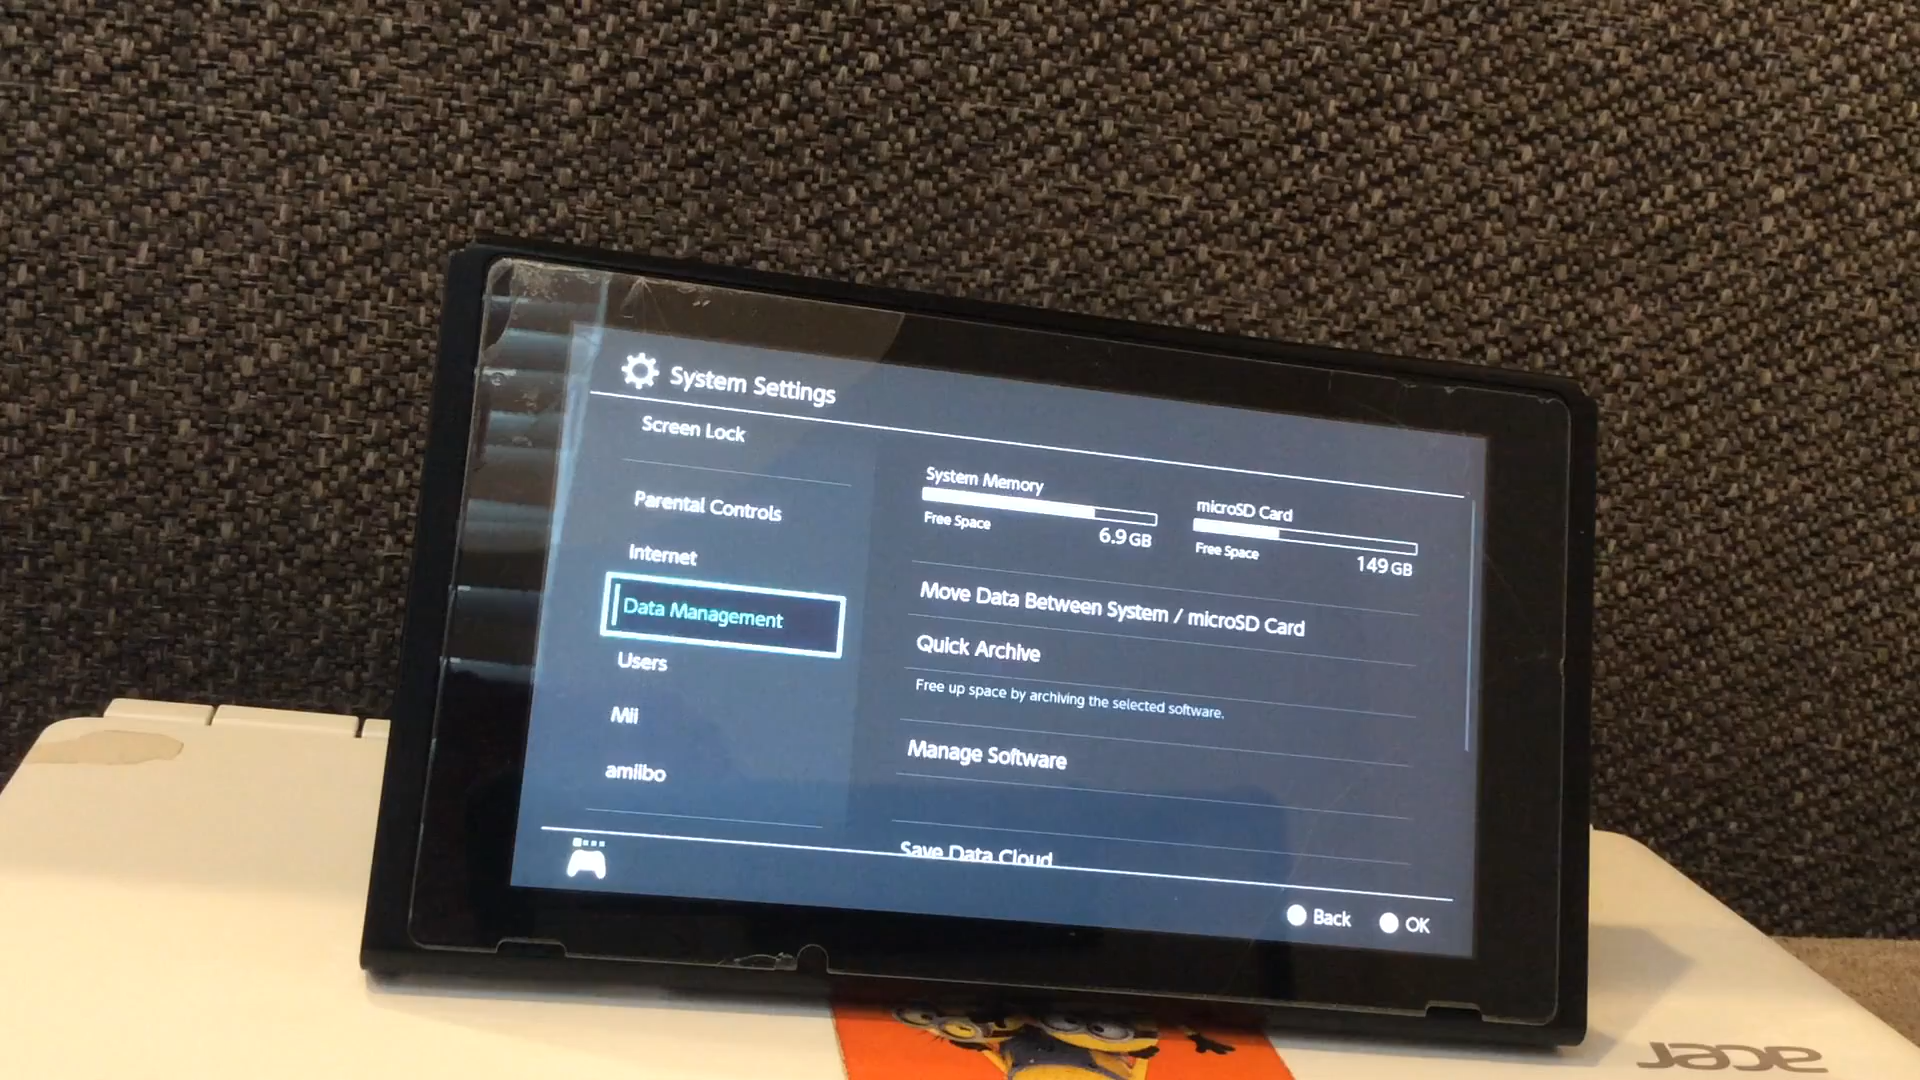 System Settings
Screen Lock
Parental Controls
Internet
Data Management
Users
Mii
amiibo
System Memory
Free Space
6.9 GB
microSD Card
Free Space
149 GB
Move Data Between System / microSD Card
Quick Archive
Free up space by archiving the selected software.
Manage Software
Save Data Cloud
Back
OK
acer